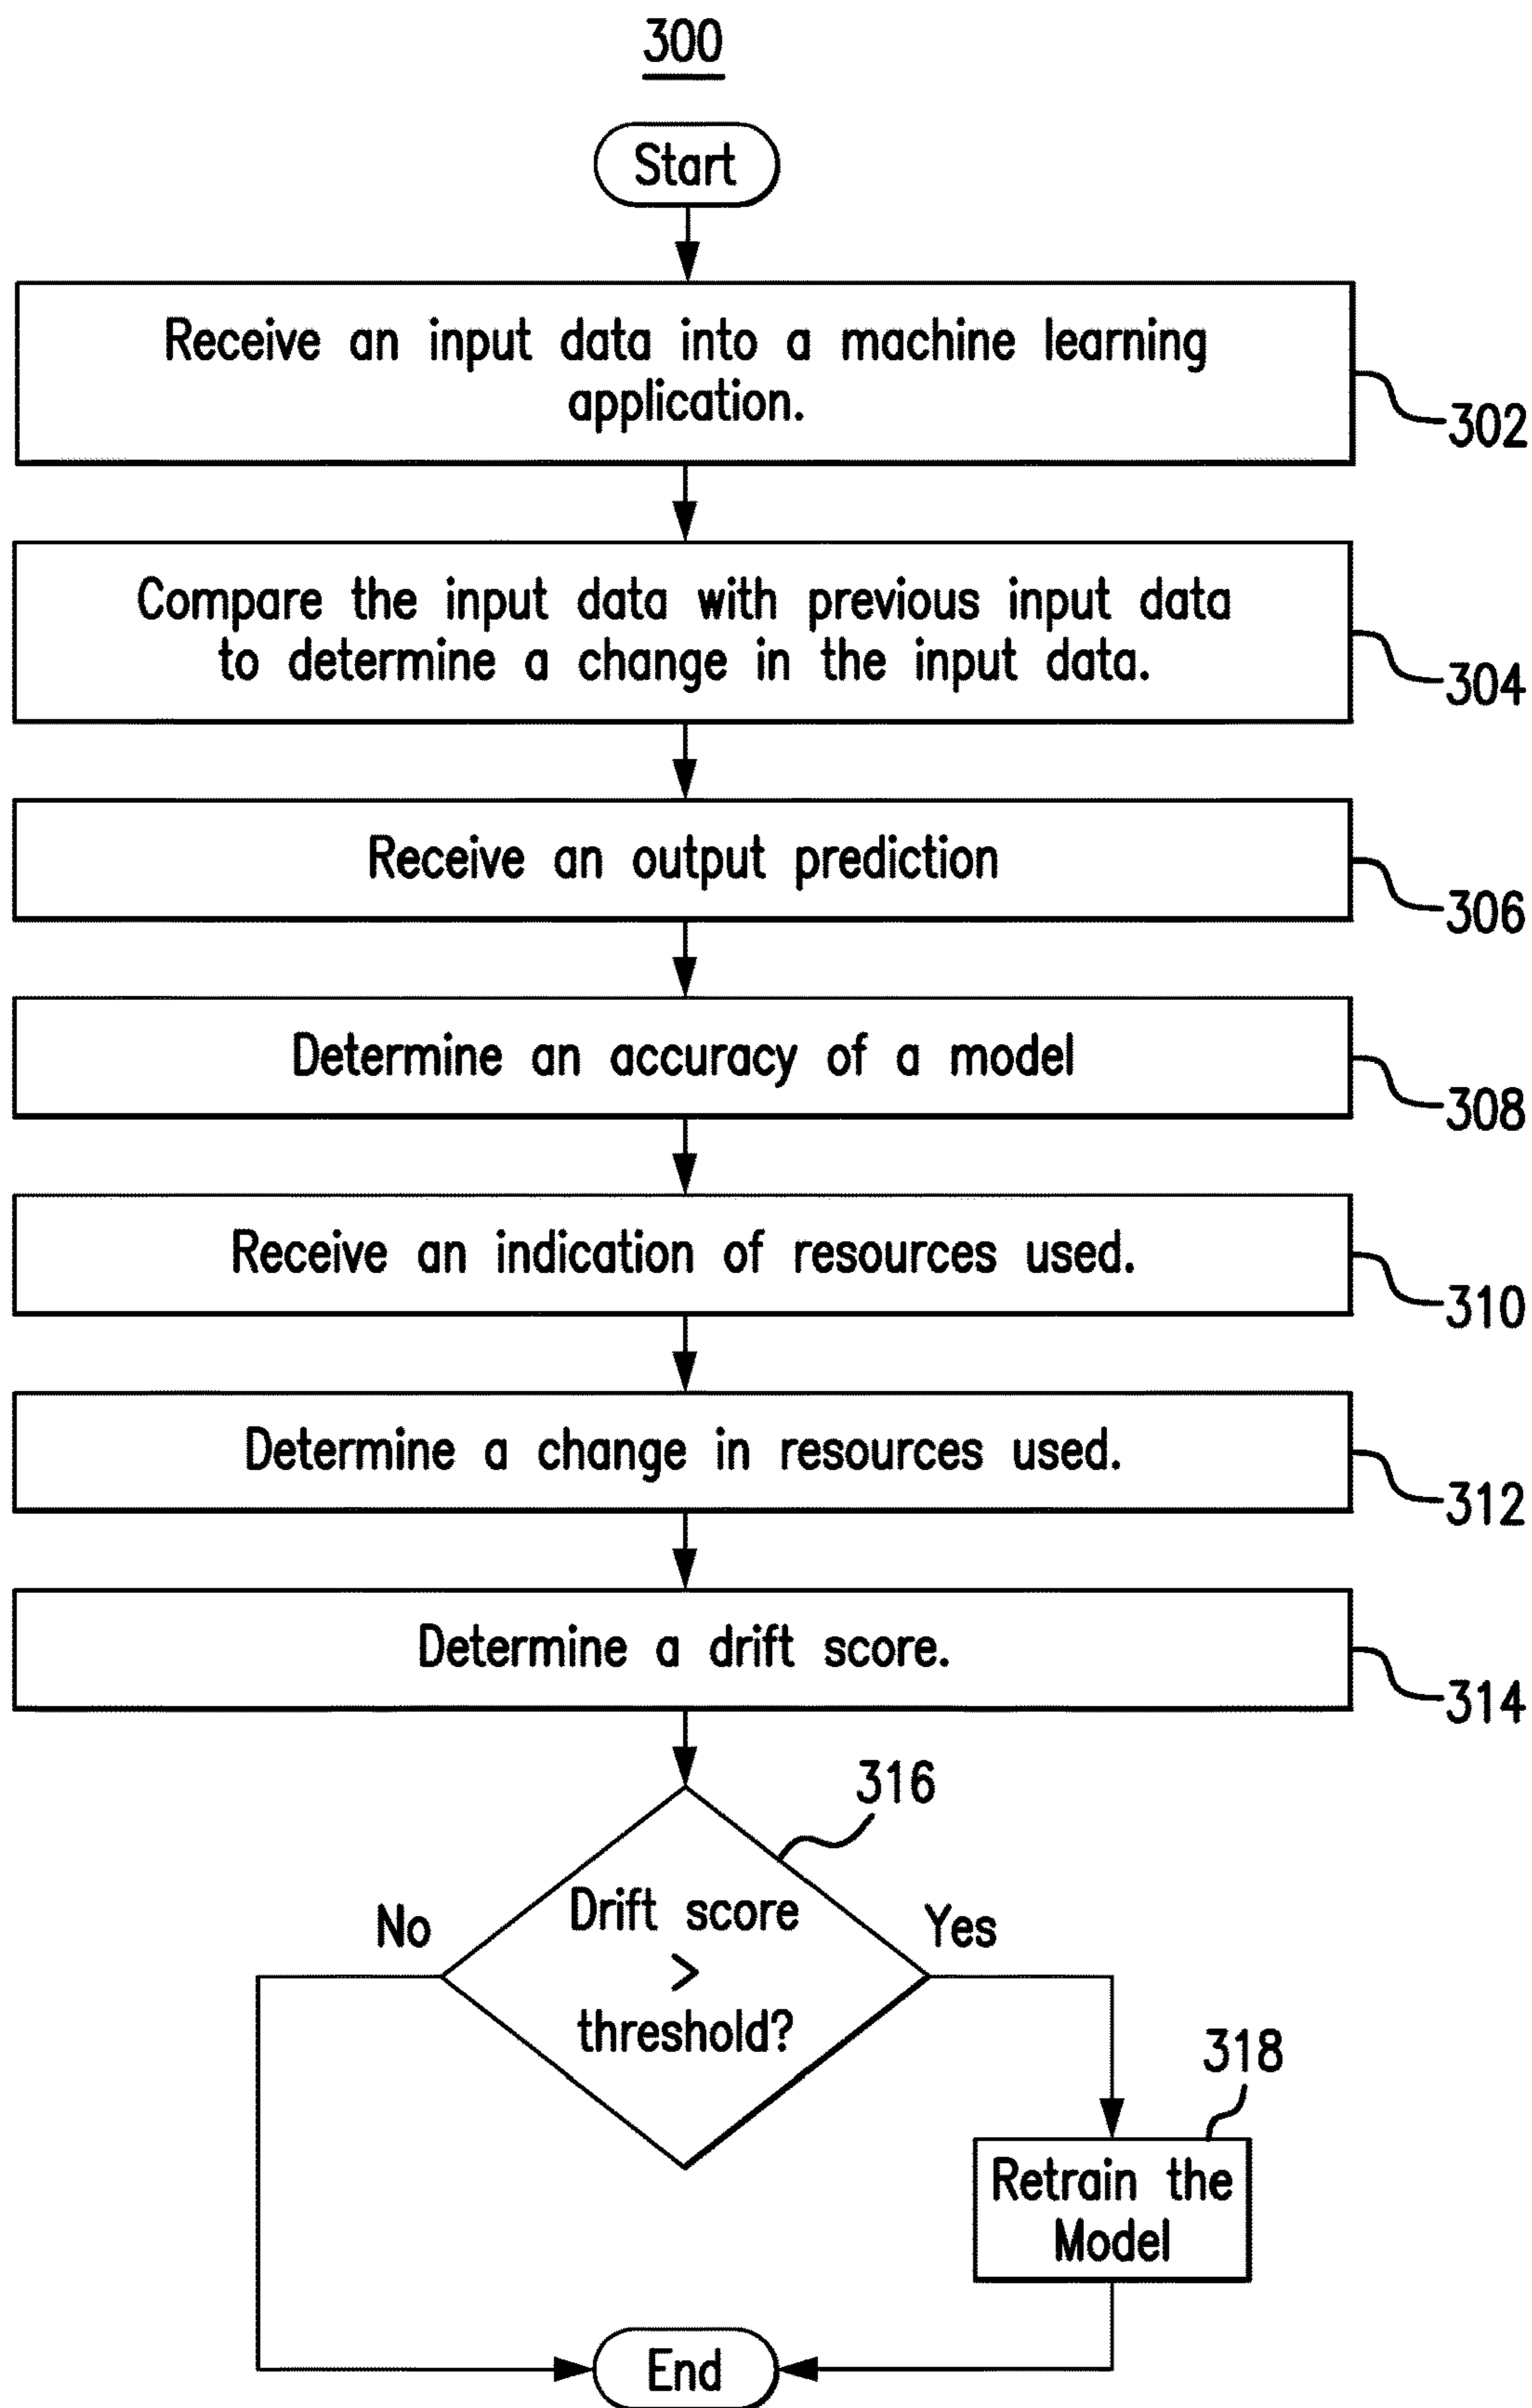 300
Start
Receive an input data into a machine learning
application.
302
Compare the input data with previous input data
to determine a change in the input data.
304
Receive an output prediction
306
Determine an accuracy of a model
308
Receive an indication of resources used.
310
Determine a change in resources used.
312
Determine a drift score.
314
316
No
Drift score
>
threshold?
Yes
318
Retrain the
Model
End